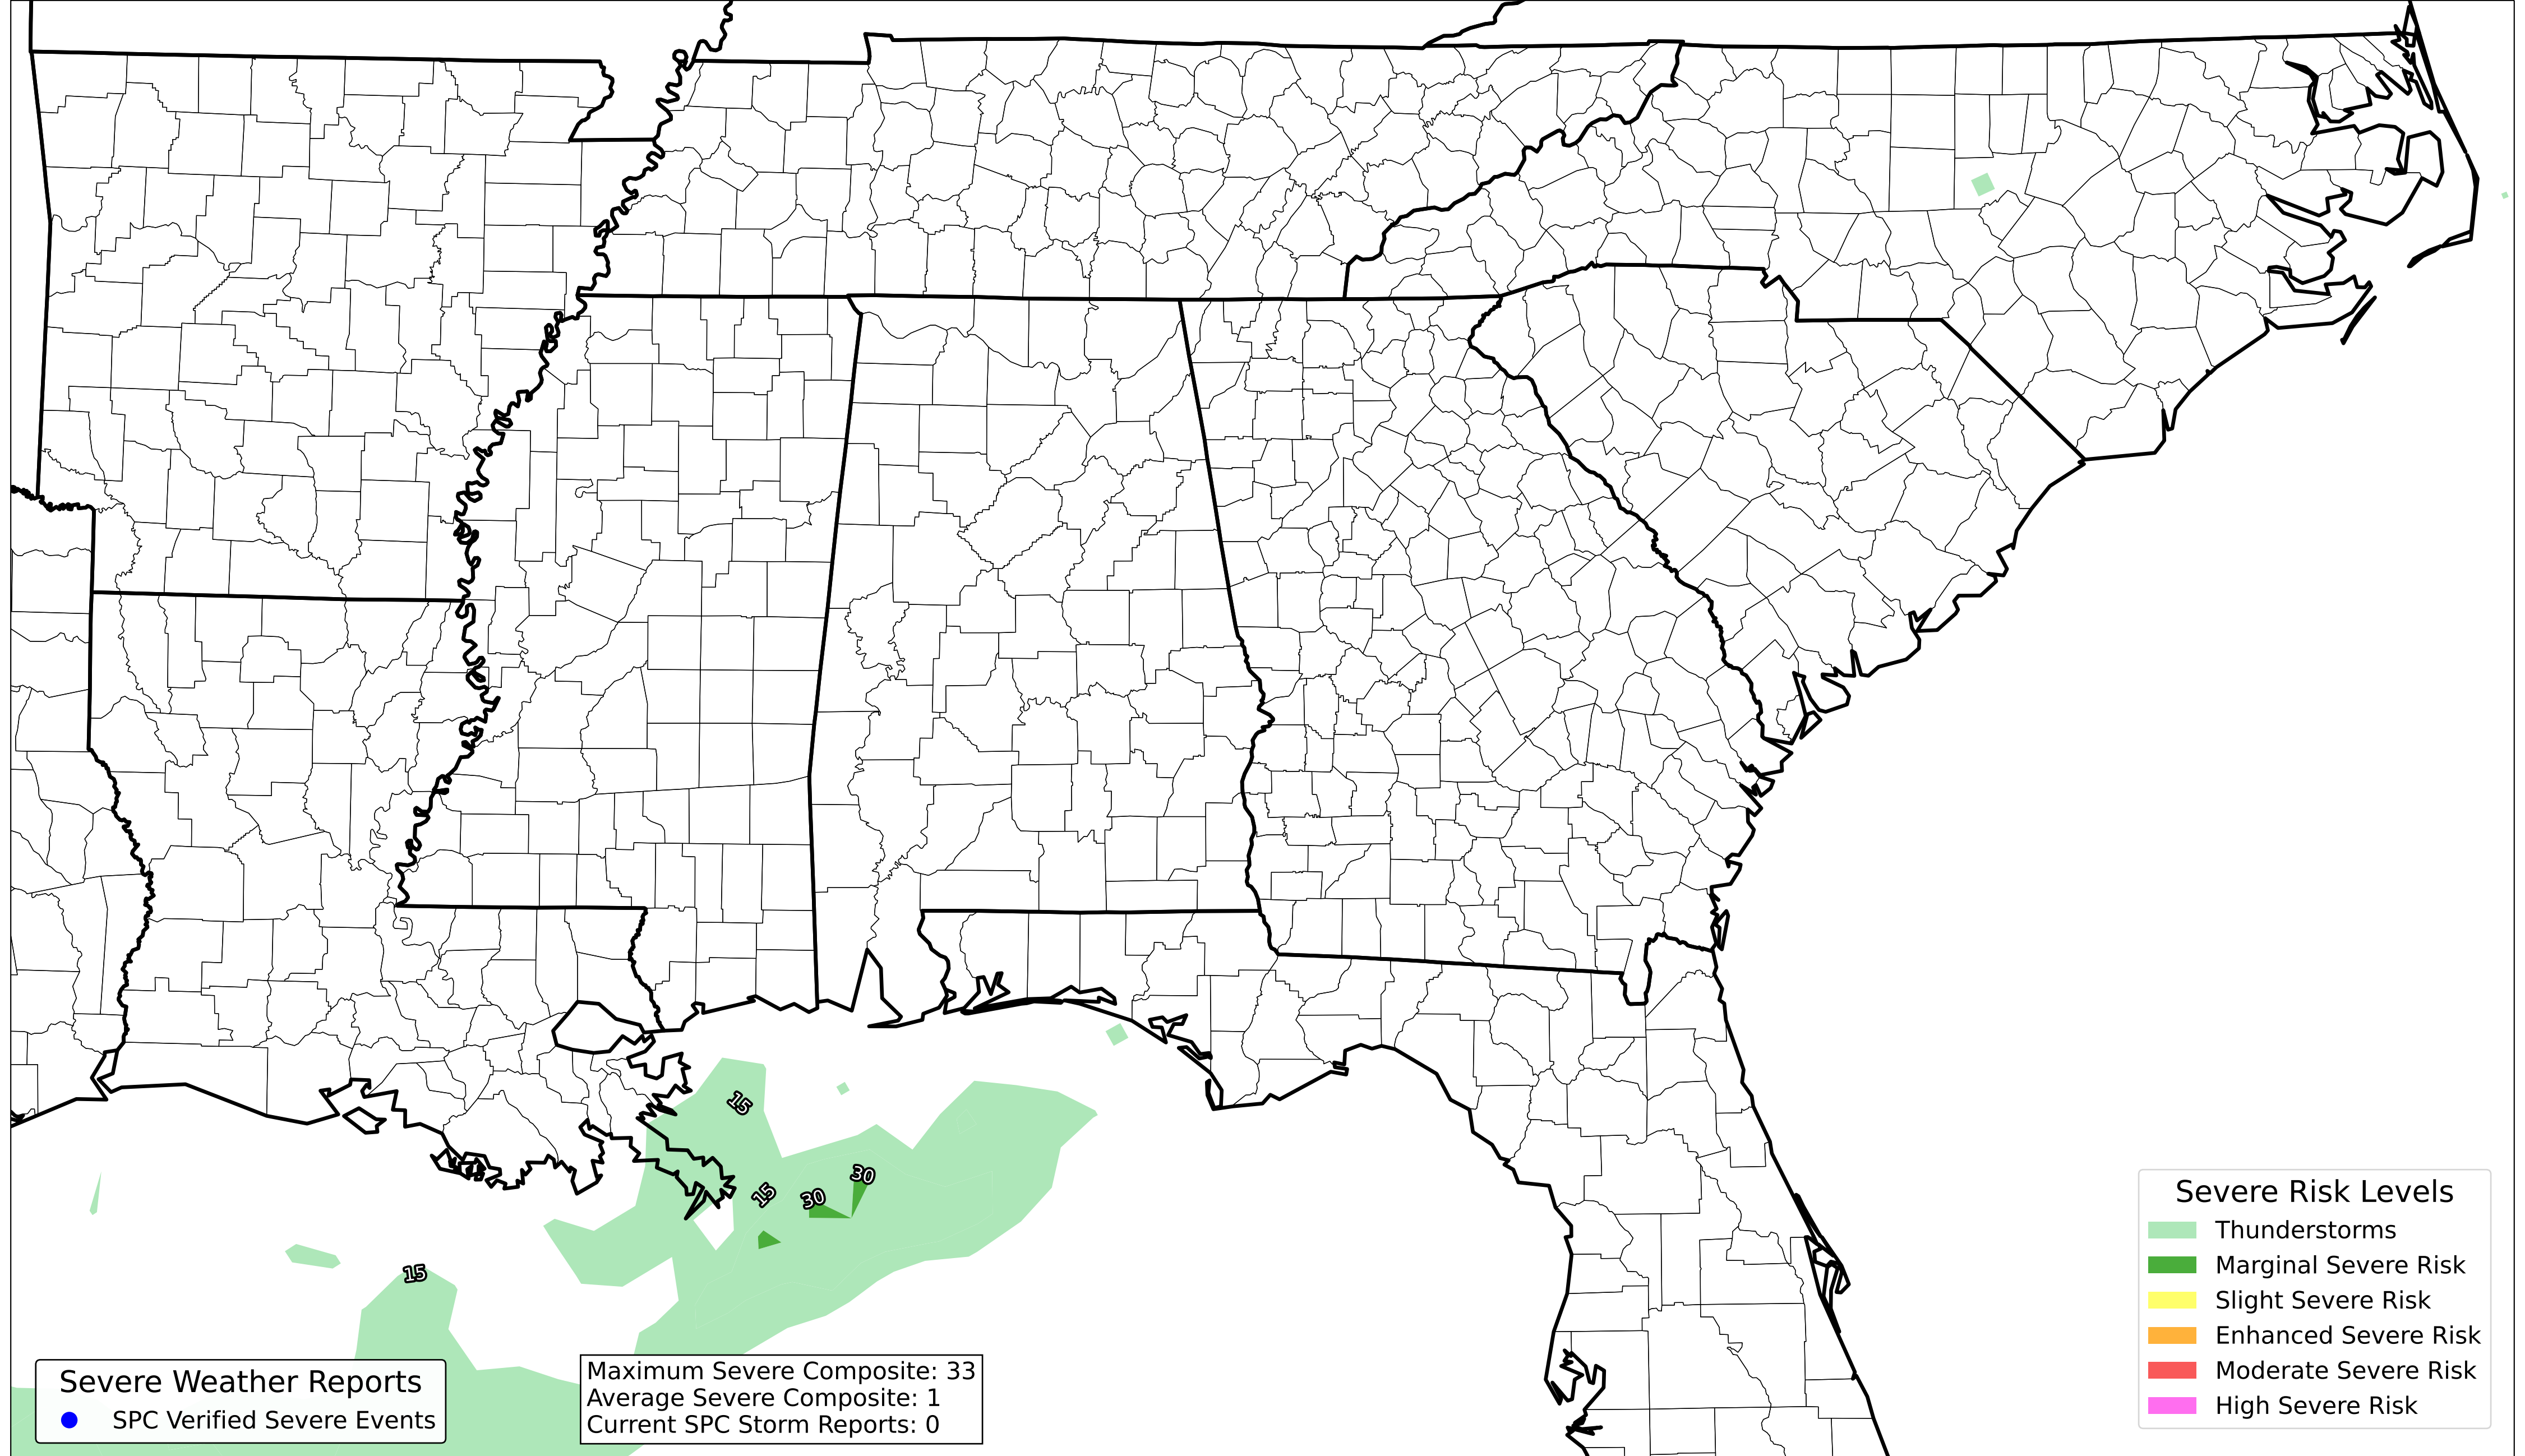 15
30
15
30
15
Severe Weather Reports
SPC Verified Severe Events
Maximum Severe Composite: 33
Average Severe Composite: 1
Current SPC Storm Reports: 0
Severe Risk Levels
Thunderstorms
Marginal Severe Risk
Slight Severe Risk
Enhanced Severe Risk
Moderate Severe Risk
High Severe Risk